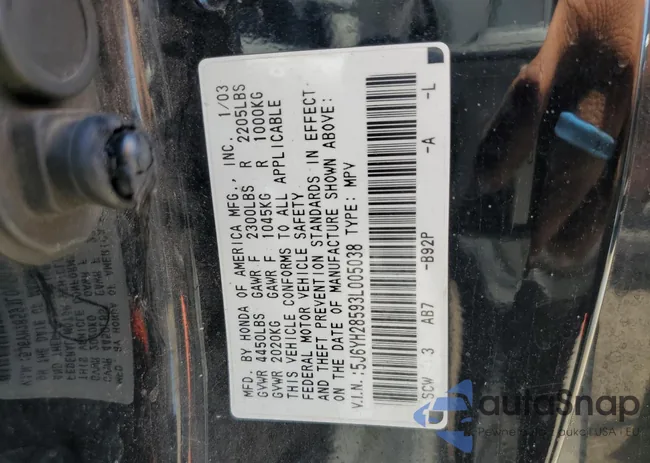 MFD. BY HONDA OF AMERICA MFG., INC. 1/03
GVWR 4450LBS GAWR F 2300LBS R 2205LBS
GVWR 2020KG GAWR F 1045KG R 1000KG
THIS VEHICLE CONFORMS TO ALL APPLICABLE
FEDERAL MOTOR VEHICLE SAFETY
AND THEFT PREVENTION STANDARDS IN EFFECT
ON THE DATE OF MANUFACTURE SHOWN ABOVE:
V.I.N.: 5J6YH28593L005038 TYPE: MPV
SCW 3 AB7 -B92P -A -L
autaSnap